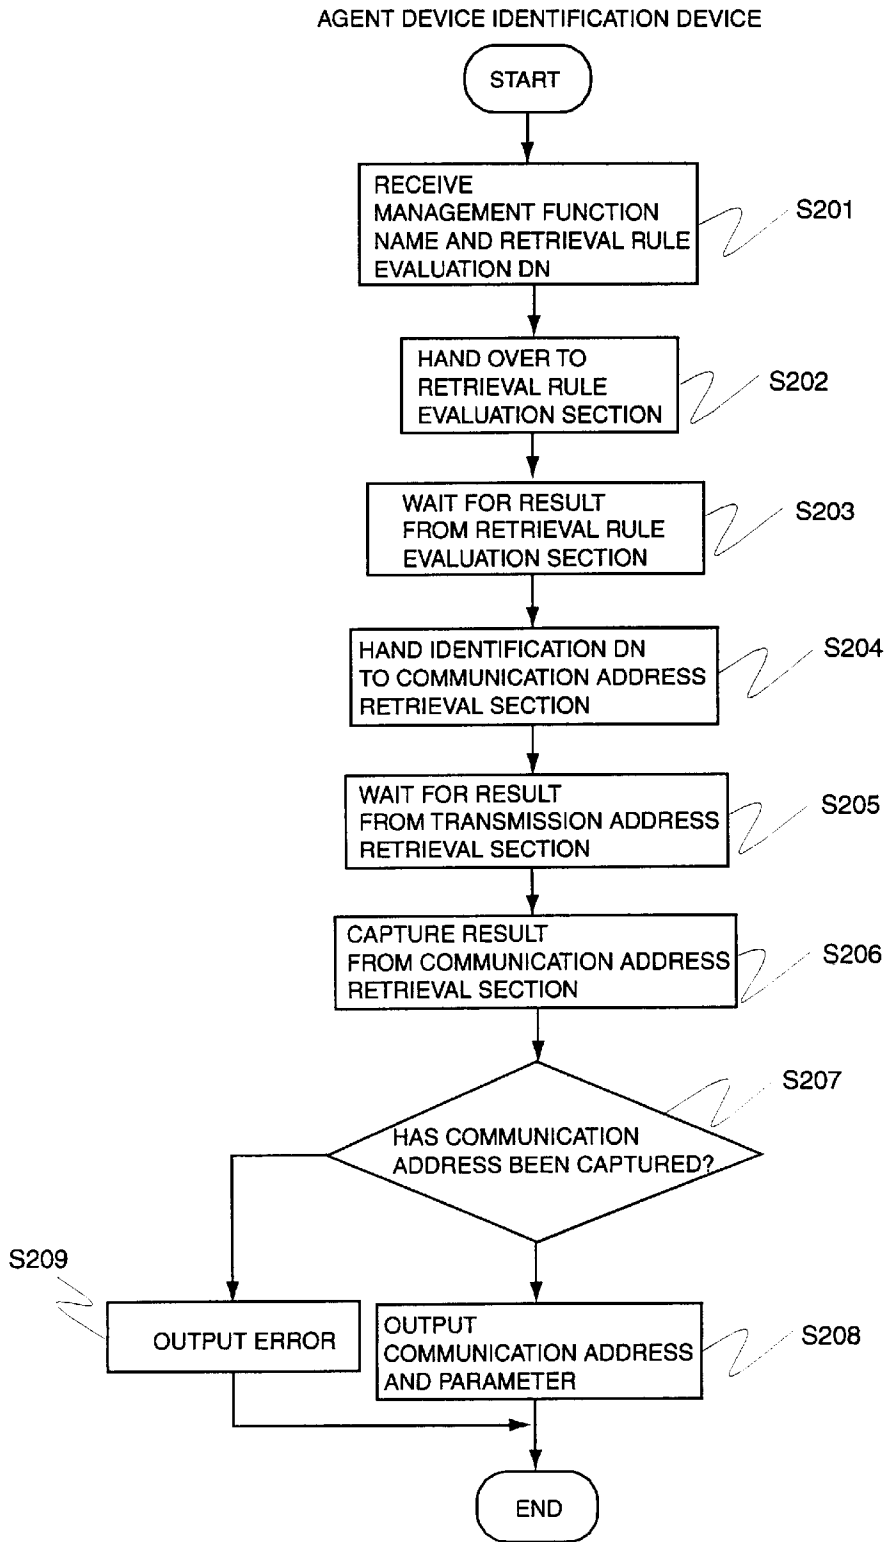 AGENT DEVICE IDENTIFICATION DEVICE
START
RECEIVE
MANAGEMENT FUNCTION
NAME AND RETRIEVAL RULE
EVALUATION DN
S201
HAND OVER TO
RETRIEVAL RULE
EVALUATION SECTION
S202
WAIT FOR RESULT
FROM RETRIEVAL RULE
EVALUATION SECTION
S203
HAND IDENTIFICATION DN
TO COMMUNICATION ADDRESS
RETRIEVAL SECTION
S204
WAIT FOR RESULT
FROM TRANSMISSION ADDRESS
RETRIEVAL SECTION
S205
CAPTURE RESULT
FROM COMMUNICATION ADDRESS
RETRIEVAL SECTION
S206
HAS COMMUNICATION
ADDRESS BEEN CAPTURED?
S207
S209
OUTPUT ERROR
OUTPUT
COMMUNICATION ADDRESS
AND PARAMETER
S208
END